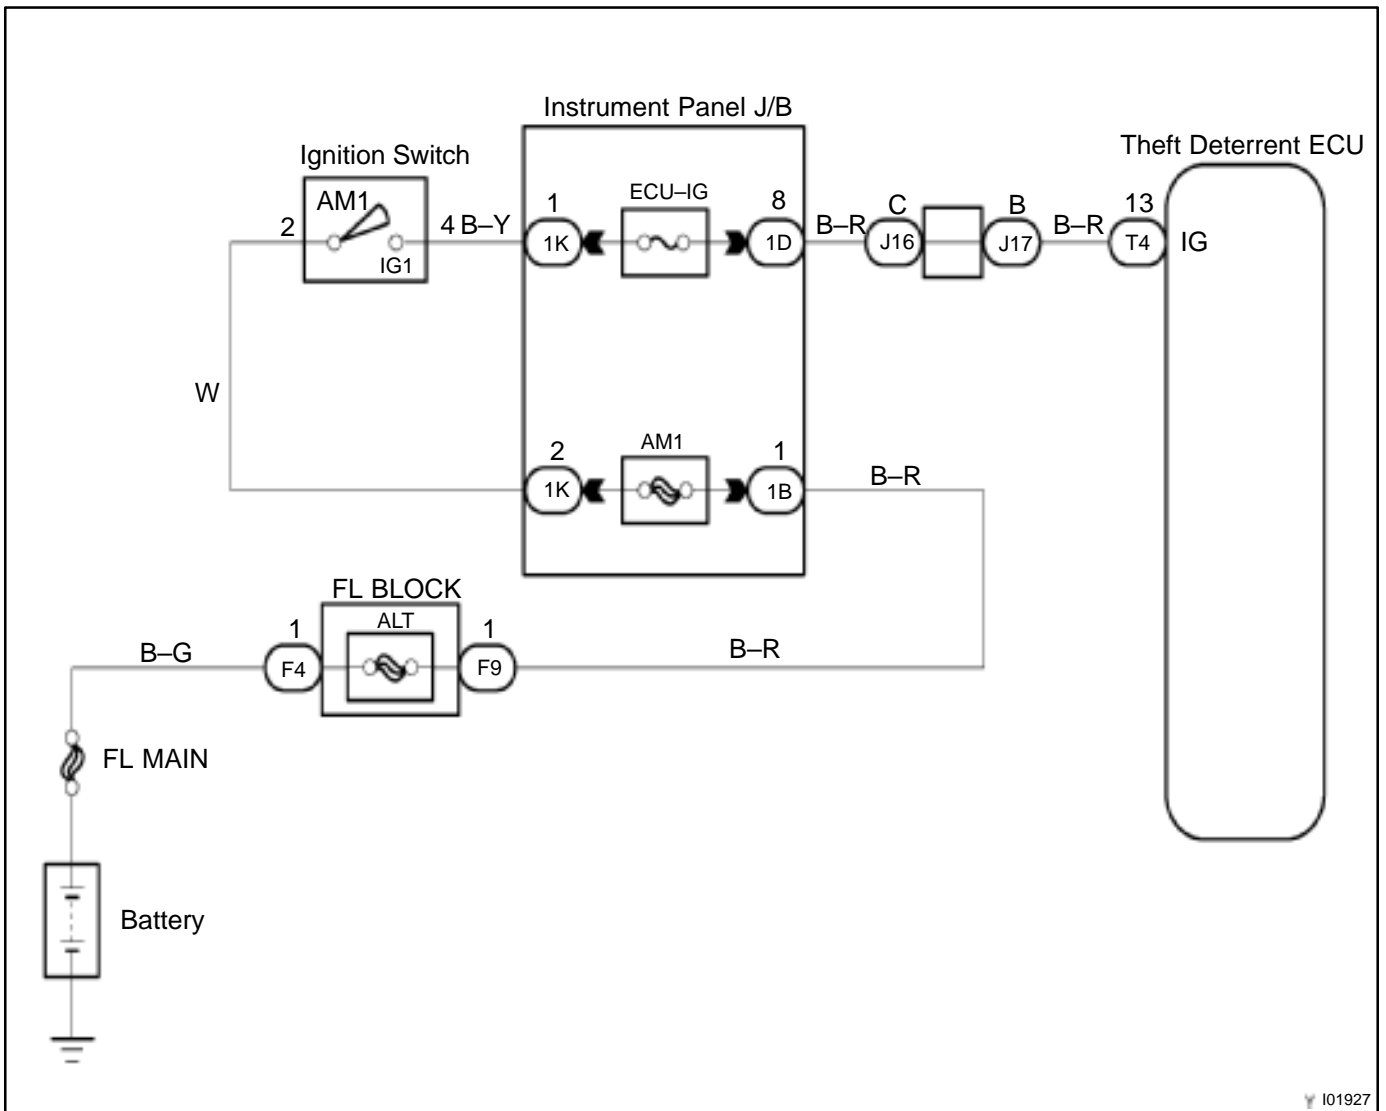 Instrument Panel J/B
Theft Deterrent ECU
Ignition Switch
AM1
2
IG1
4 B–Y
1
1K
ECU–IG
8
1D
B–R
C
J16
B
J17
B–R
13
T4
IG
W
2
1K
AM1
1
1B
B–R
FL BLOCK
ALT
B–G
1
F4
1
F9
B–R
FL MAIN
Battery
I01927